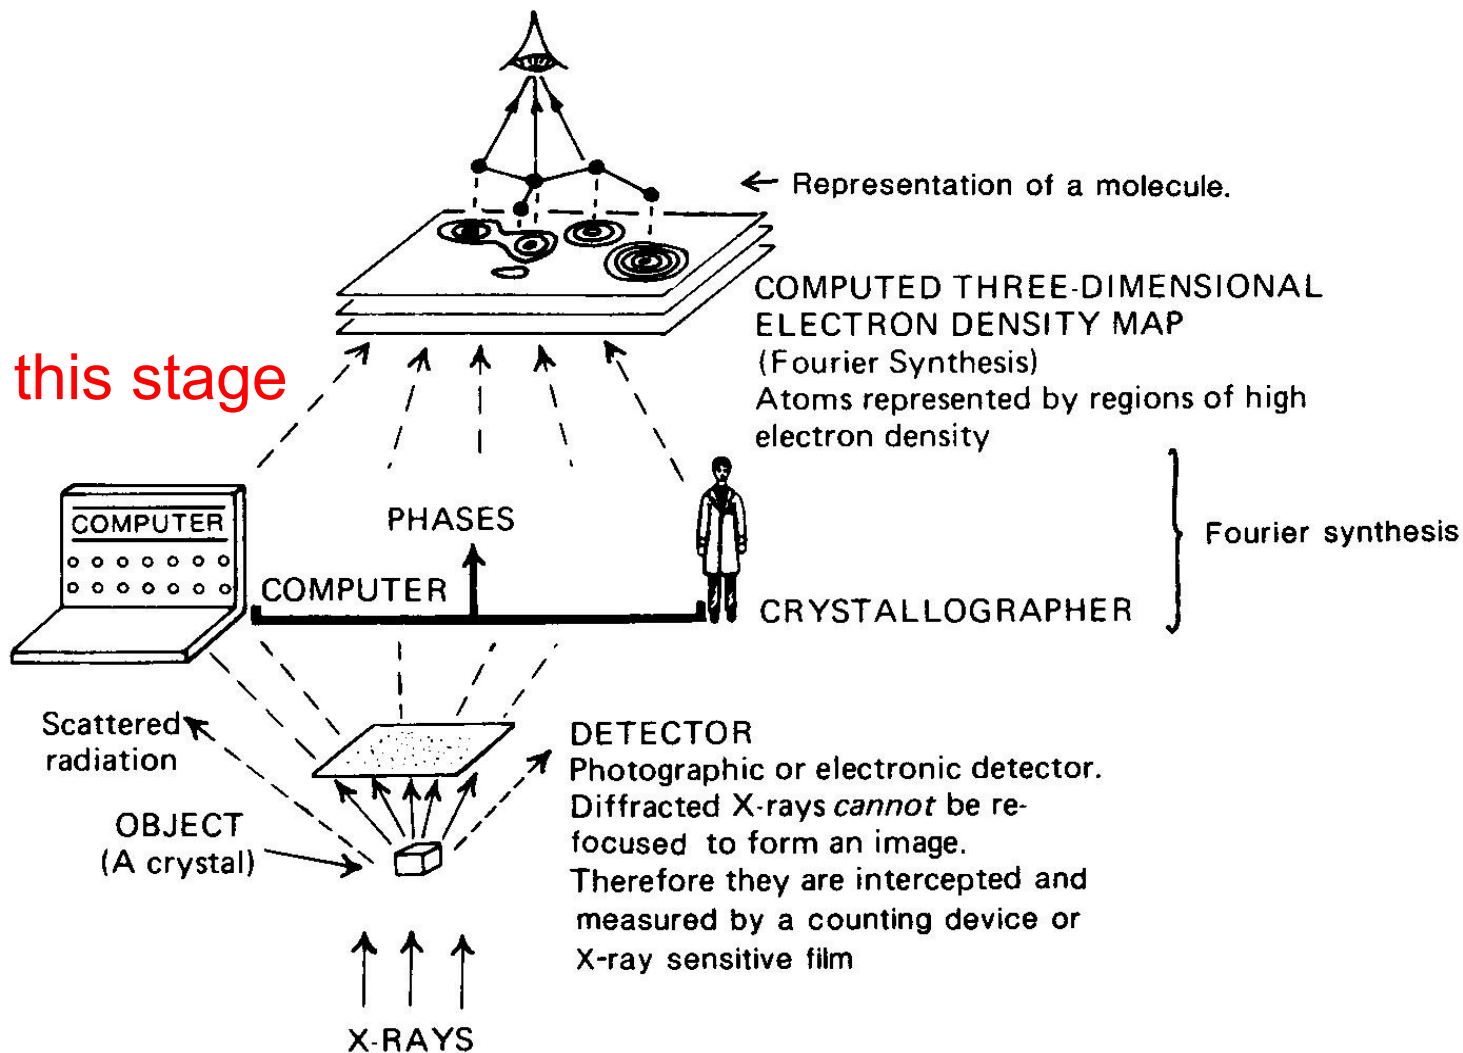 Representation of a molecule.
COMPUTED THREE-DIMENSIONAL
ELECTRON DENSITY MAP
(Fourier Synthesis)
Atoms represented by regions of high
electron density
this stage
COMPUTER
PHASES
COMPUTER
CRYSTALLOGRAPHER
Fourier synthesis
Scattered
radiation
OBJECT
(A crystal)
DETECTOR
Photographic or electronic detector.
Diffracted X-rays cannot be re-
focused to form an image.
Therefore they are intercepted and
measured by a counting device or
X-ray sensitive film
X-RAYS